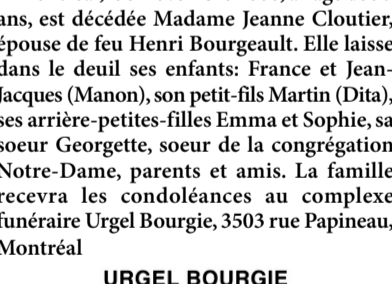 ans, est décédée Madame Jeanne Cloutier,
épouse de feu Henri Bourgeault. Elle laisse
dans le deuil ses enfants: France et Jean-
Jacques (Manon), son petit-fils Martin (Dita),
ses arrière-petites-filles Emma et Sophie, sa
soeur Georgette, soeur de la congrégation
Notre-Dame, parents et amis. La famille
recevra les condoléances au complexe
funéraire Urgel Bourgie, 3503 rue Papineau,
Montréal
URGEL BOURGIE